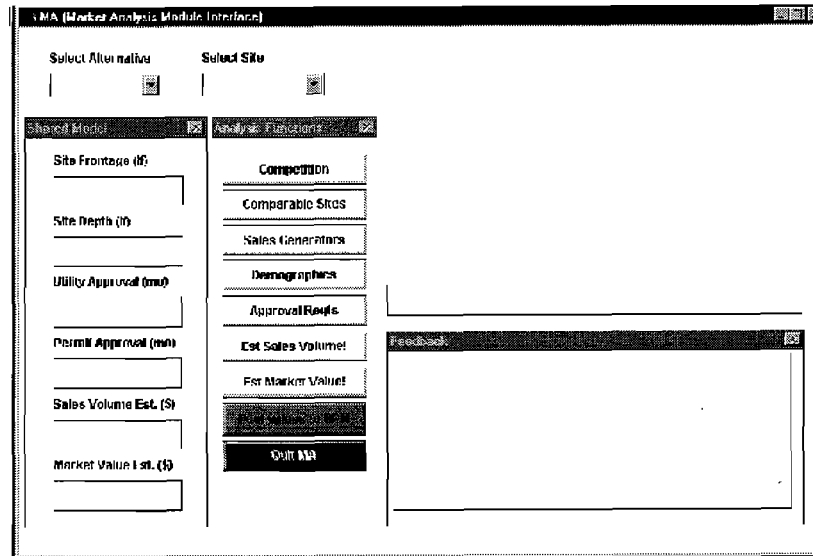 MA (Market Analysis Module Interface)
Select Alternative
Select Site
Shared Model
Site Frontage (lf)
Site Depth (lf)
Utility Approval (mo)
Permit Approval (mo)
Sales Volume Est. ($)
Market Value Est. ($)
Analysis Functions
Competition
Comparable Sites
Sales Generators
Demographics
Approval Reqts
Est Sales Volume!
Est Market Value!
Quit MA
Feedback